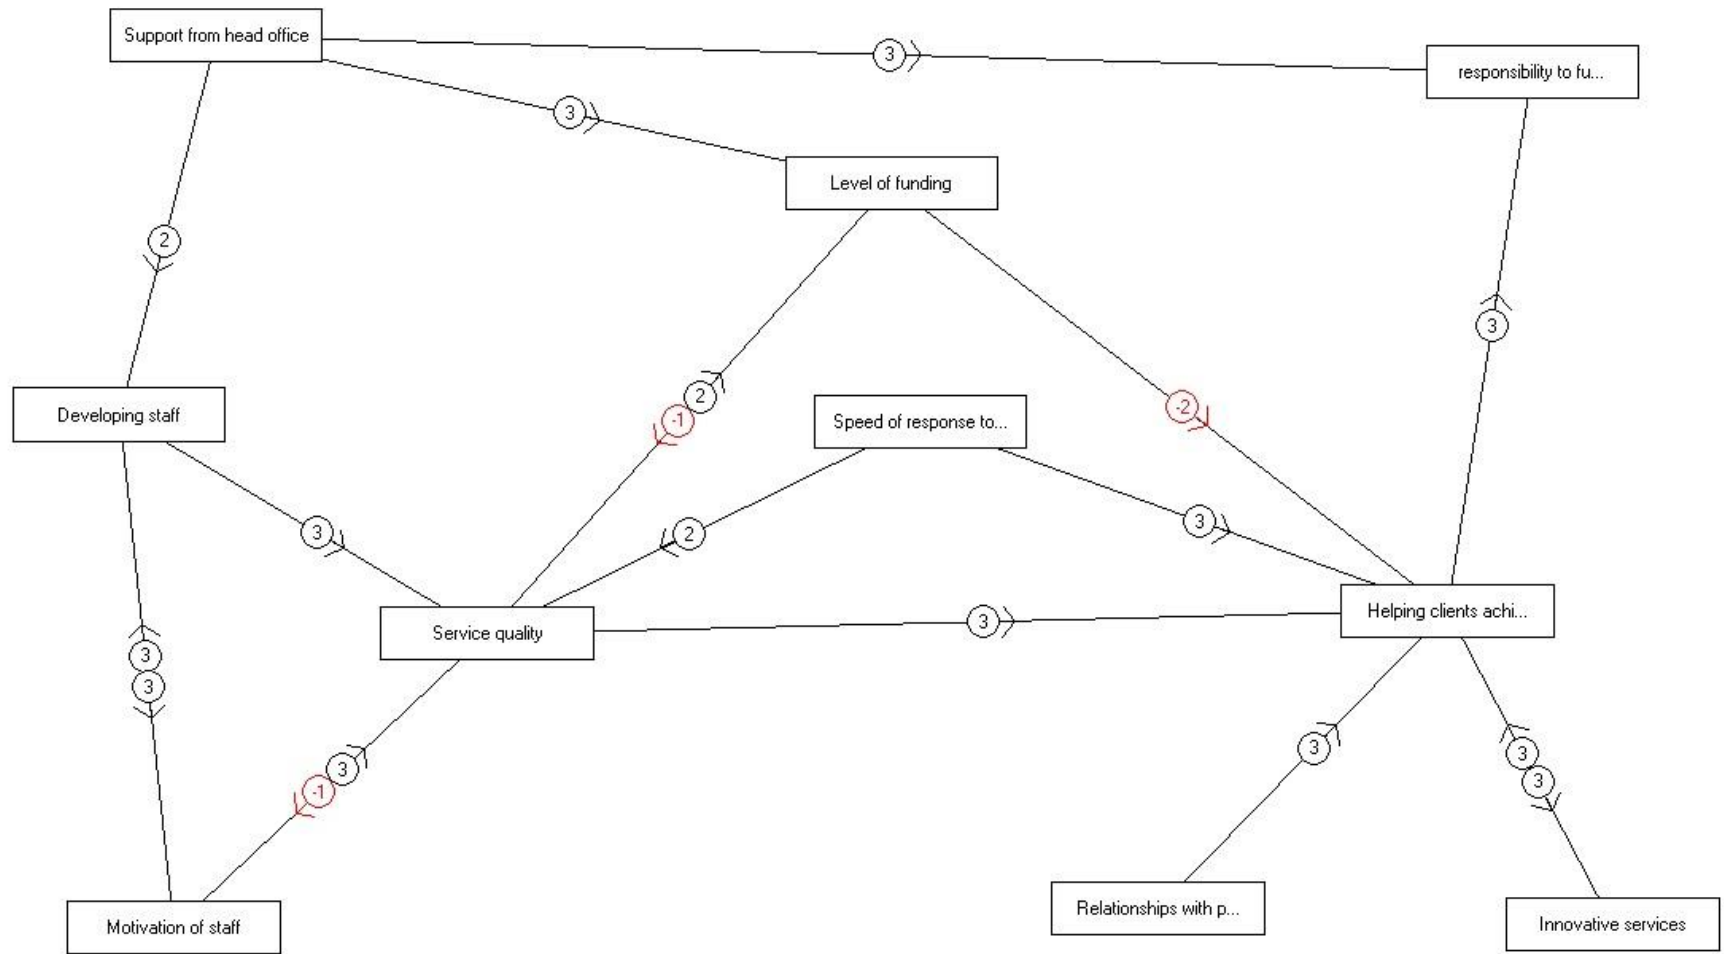 Support from head office
3
responsibility to fu...
3
Level of funding
2
3
Developing staff
2
-1
-2
Speed of response to...
3
2
3
Helping clients achi...
Service quality
3
3
3
3
-1
3
3
3
Relationships with p...
Innovative services
Motivation of staff